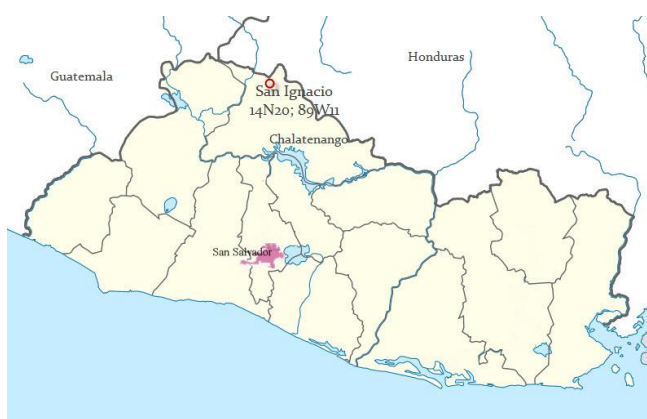 Honduras
Guatemala
San Ignacio
14N20; 89W11
Chalatenango
San Salvador